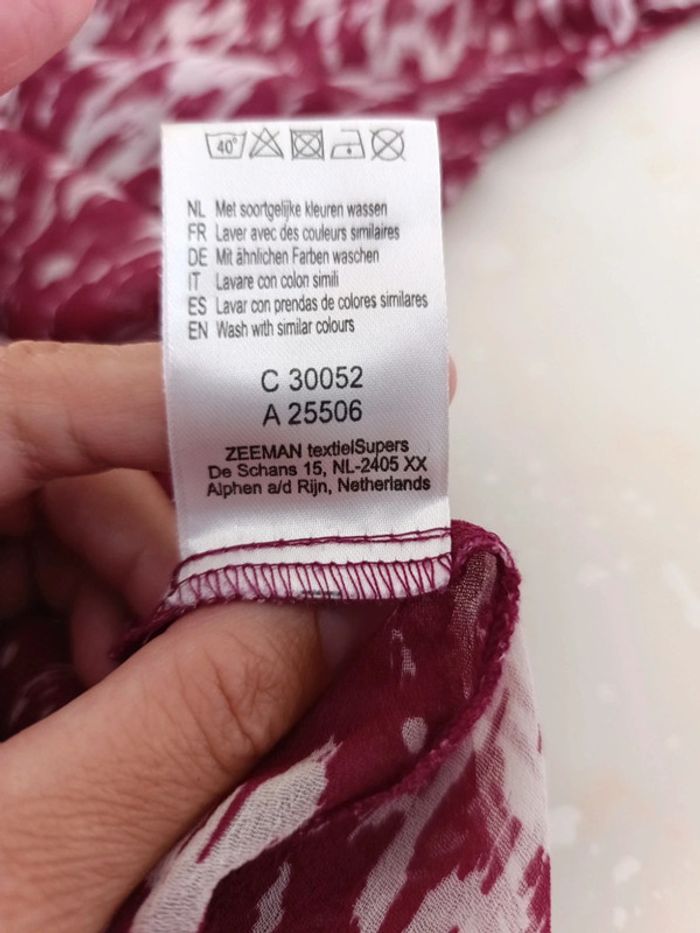 40°
NL Met soortgelijke kleuren wassen
FR Laver avec des couleurs similaires
DE Mit ähnlichen Farben waschen
IT Lavare con colori simili
ES Lavar con prendas de colores similares
EN Wash with similar colours
C 30052
A 25506
ZEEMAN textielSupers
De Schans 15, NL-2405 XX
Alphen a/d Rijn, Netherlands